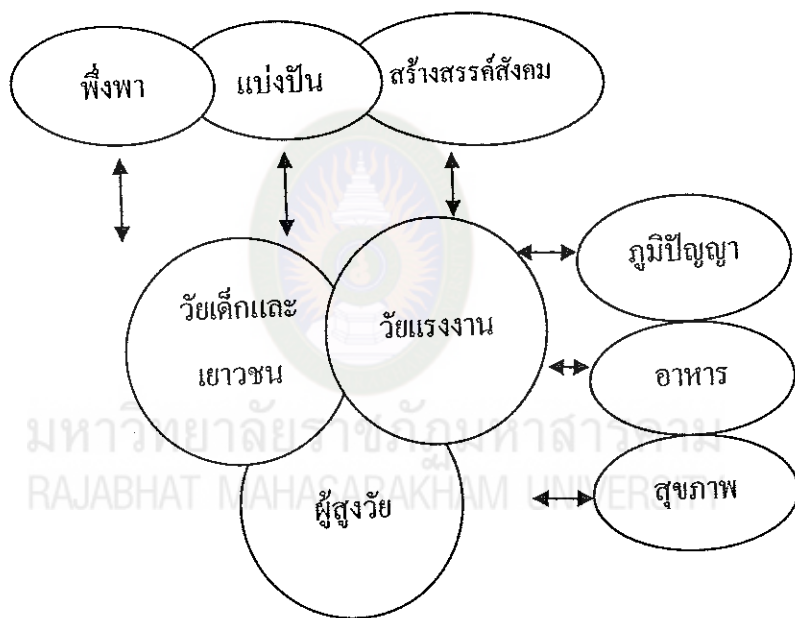 พึ่งพา
แบ่งปัน
สร้างสรรค์สังคม
ภูมิปัญญา
วัยเด็กและ
เยาวชน
วัยแรงงาน
อาหาร
มหาวิทยาลัยราชภัฏมหาสารคาม
RAJABHAT MAHASARAKHAM UNIVERSITY
สุขภาพ
ผู้สูงวัย